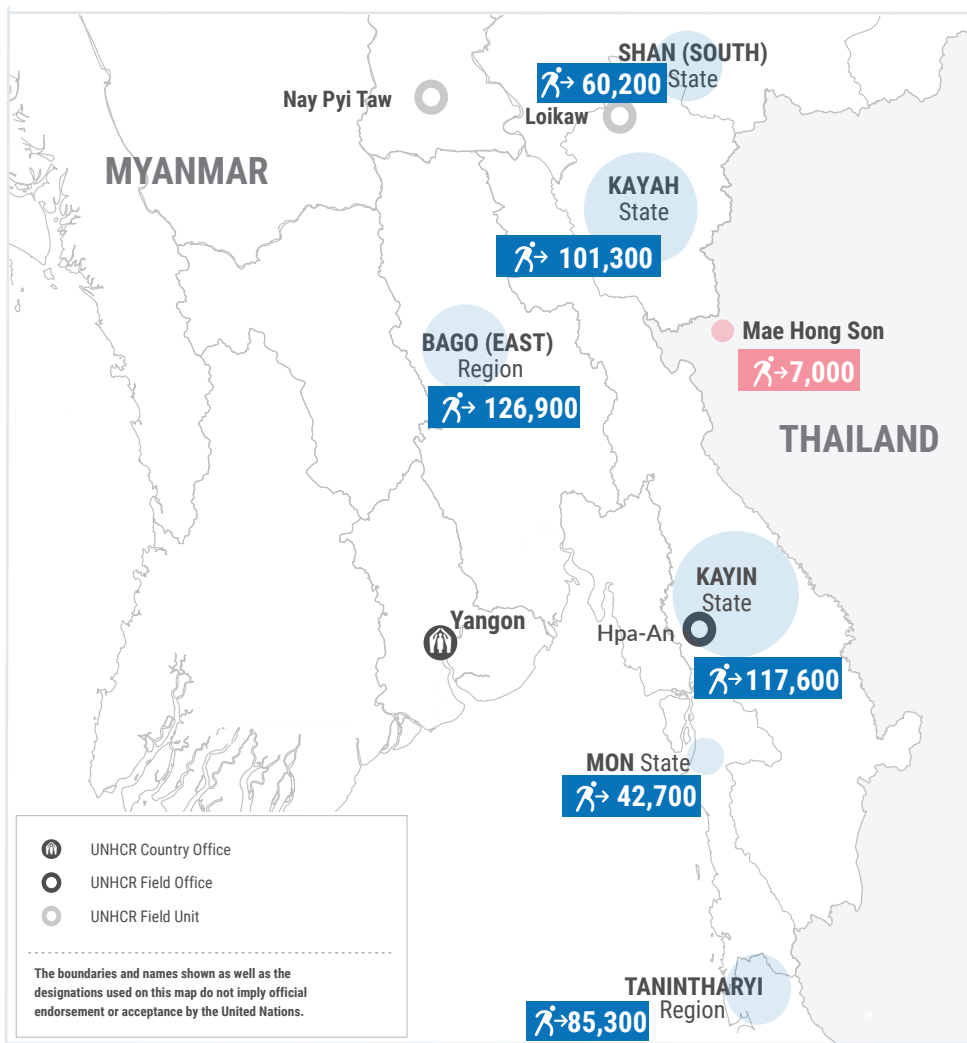 SHAN (SOUTH)
State
60,200
Nay Pyi Taw
Loikaw
MYANMAR
KAYAH
State
101,300
Mae Hong Son
7,000
BAGO (EAST)
Region
126,900
THAILAND
KAYIN
State
Yangon
Hpa-An
117,600
MON State
42,700
UNHCR Country Office
UNHCR Field Office
UNHCR Field Unit
The boundaries and names shown as well as the
designations used on this map do not imply official
endorsement or acceptance by the United Nations.
TANINTHARYI
Region
85,300